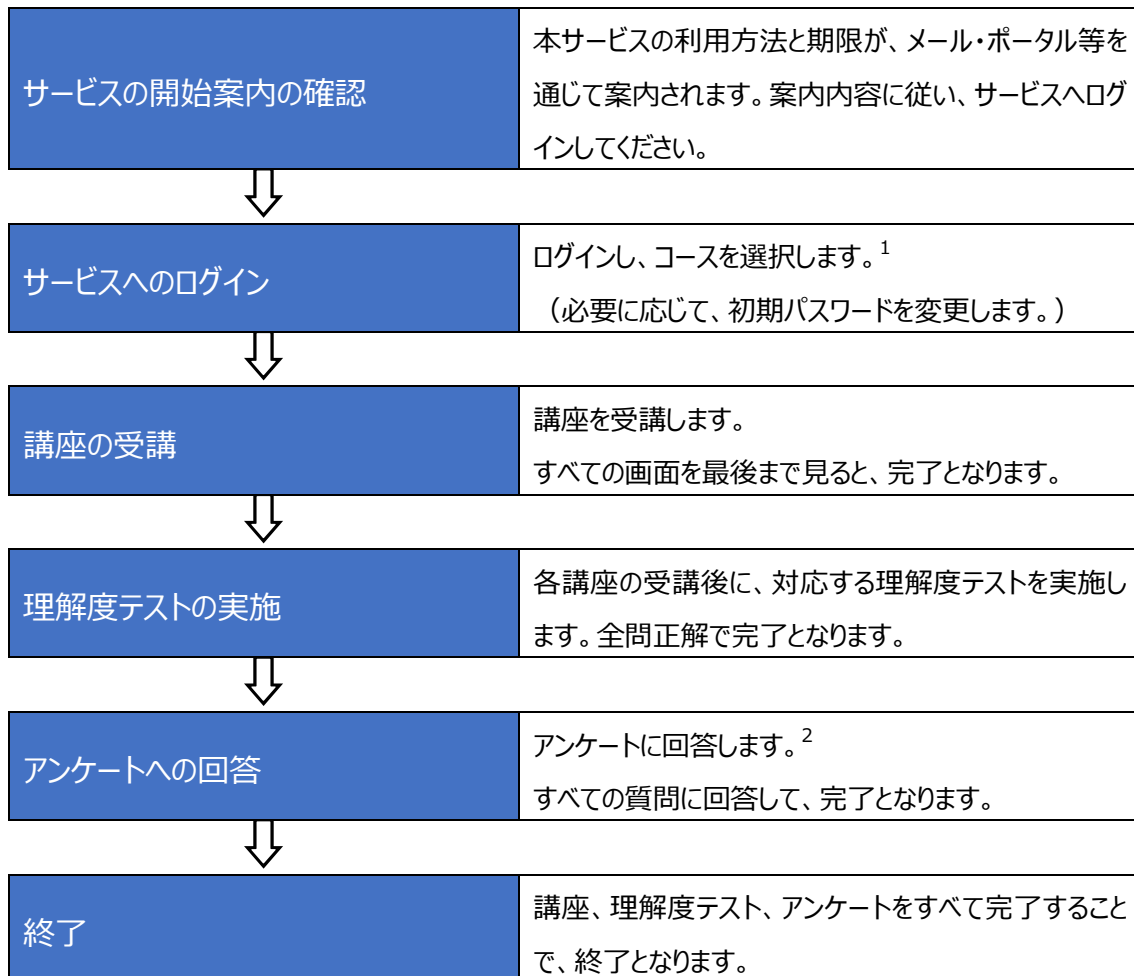 サービスの開始案内の確認
本サービスの利用方法と期限が、メール・ポータル等を
通じて案内されます。案内内容に従い、サービスへログ
インしてください。
サービスへのログイン
ログインし、コースを選択します。1
（必要に応じて、初期パスワードを変更します。）
講座の受講
講座を受講します。
すべての画面を最後まで見ると、完了となります。
理解度テストの実施
各講座の受講後に、対応する理解度テストを実施し
ます。全問正解で完了となります。
アンケートへの回答
アンケートに回答します。2
すべての質問に回答して、完了となります。
終了
講座、理解度テスト、アンケートをすべて完了すること
で、終了となります。